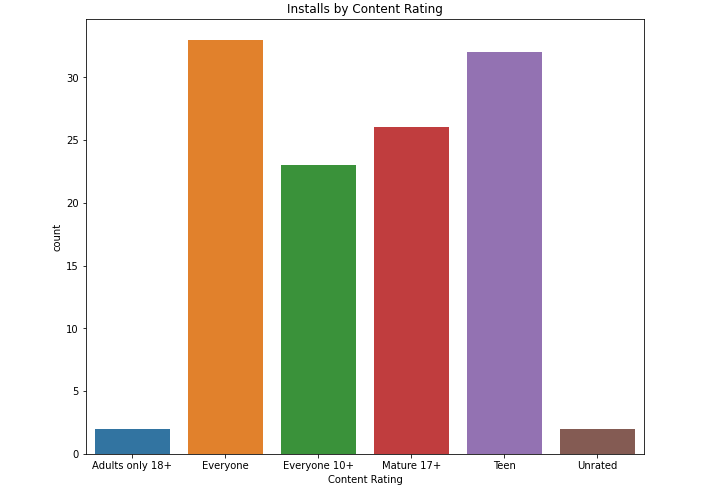 Installs by Content Rating
count
30
25
20
15
10
5
0
Adults only 18+ Everyone Everyone 10+ Mature 17+ Teen Unrated
Content Rating